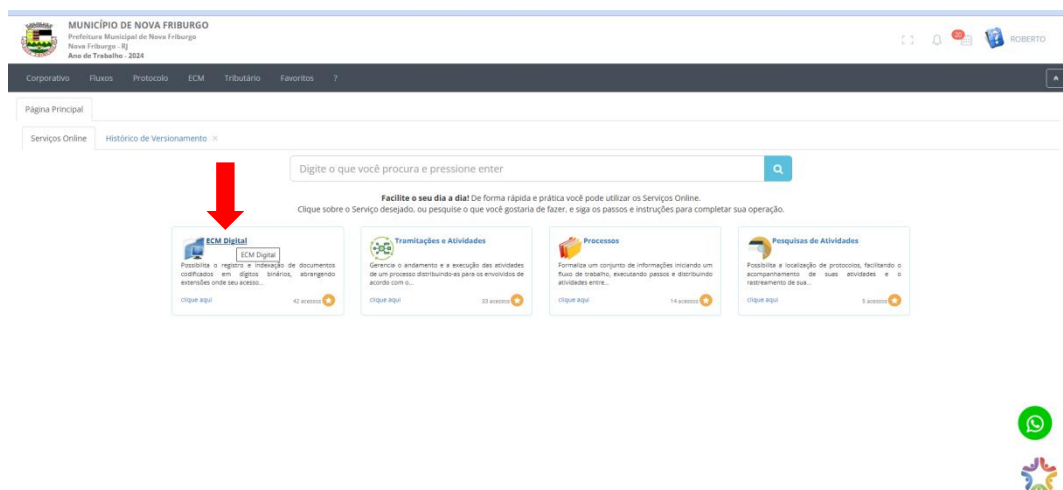 MUNICÍPIO DE NOVA FRIBURGO
Prefeitura Municipal de Nova Friburgo
Nova Friburgo - RJ
Ano de Trabalho - 2024
ROBERTO
Corporativo Fluxos Protocolo ECM Tributário Favoritos ?
Página Principal
Serviços Online Histórico de Versionamento ×
Digite o que você procura e pressione enter
Facilite o seu dia a dia! De forma rápida e prática você pode utilizar os Serviços Online.
Clique sobre o Serviço desejado, ou pesquise o que você gostaria de fazer, e siga os passos e instruções para completar sua operação.
ECM Digital
ECM Digital
Possibilita o registro e indexação de documentos
codificados em dígitos binários, abrangendo
extensões onde seu acesso...
clique aqui 42 acessos
Tramitações e Atividades
Gerencia o andamento e a execução das atividades
de um processo distribuindo-as para os envolvidos de
acordo com o...
clique aqui 33 acessos
Processos
Formaliza um conjunto de informações iniciando um
fluxo de trabalho, executando passos e distribuindo
atividades entre...
clique aqui 14 acessos
Pesquisas de Atividades
Possibilita a localização de protocolos, facilitando o
acompanhamento de suas atividades e o
rastreamento de sua...
clique aqui 5 acessos